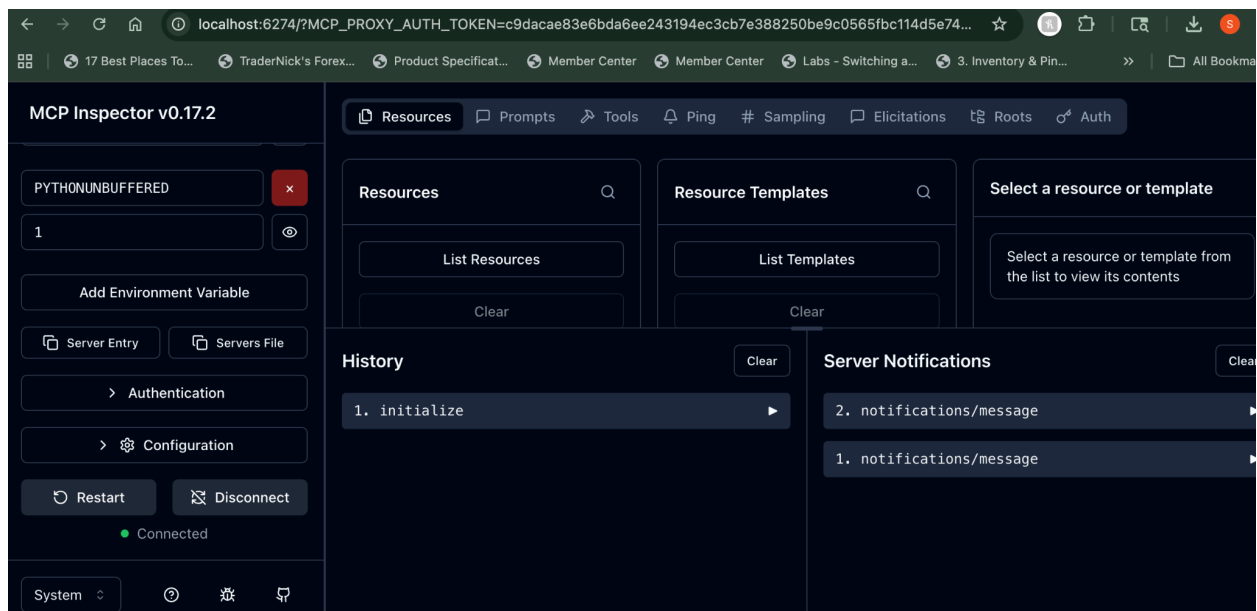 localhost:6274/?MCP_PROXY_AUTH_TOKEN=c9dacae83e6bda6ee243194ec3cb7e388250be9c0565fbc114d5e74...
S
17 Best Places To...
TraderNick's Forex...
Product Specificat...
Member Center
Member Center
Labs - Switching a...
3. Inventory & Pin...
»
All Bookma
MCP Inspector v0.17.2
Resources
Prompts
Tools
Ping
Sampling
Elicitations
Roots
Auth
PYTHONUNBUFFERED
×
1
Add Environment Variable
Server Entry
Servers File
Authentication
Configuration
Restart
Disconnect
Connected
System
Resources
List Resources
Clear
Resource Templates
List Templates
Clear
Select a resource or template
Select a resource or template from
the list to view its contents
History
Clear
1. initialize
Server Notifications
Clear
2. notifications/message
1. notifications/message